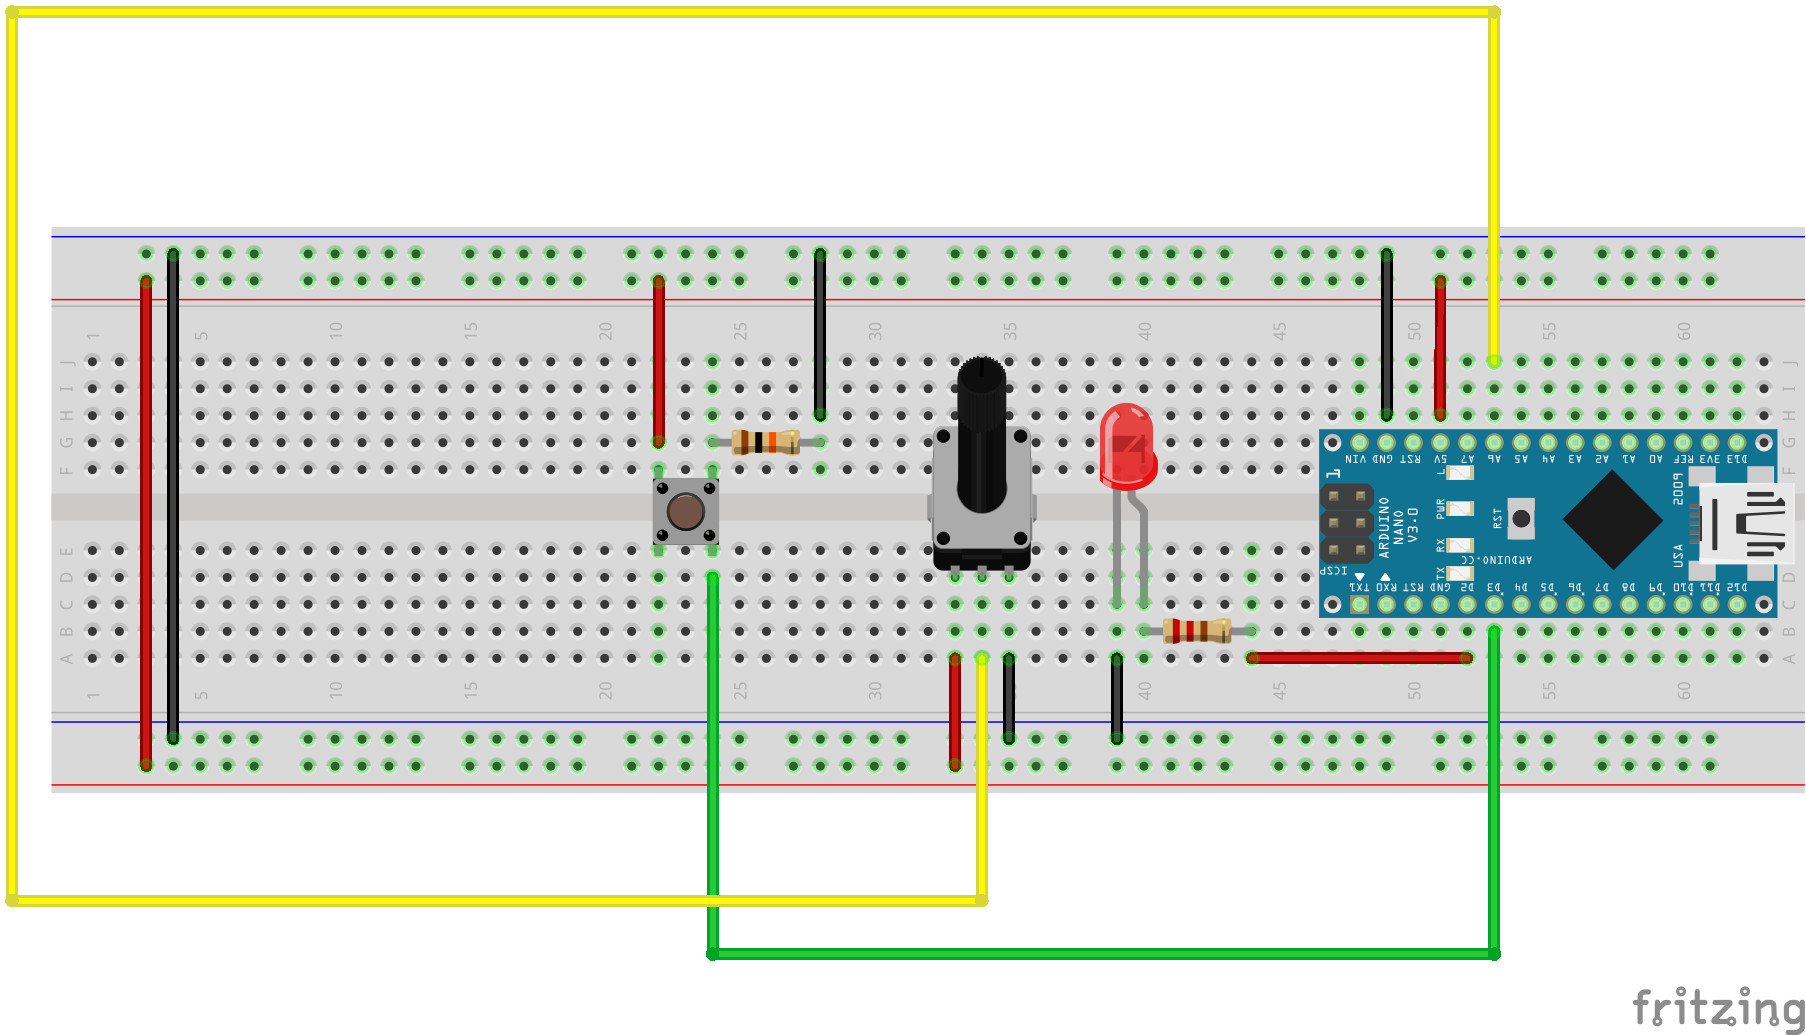 1 5 10 15 20 25 30 35 40 45 50 55 60
J J
I I
H H
G G
F F
VIN GND RST 5V A7 A6 A5 A4 A3 A2 A1 A0 REF 3V3 D13
L
PWR
RX
TX
RST
ARDUINO
NANO
V3.0
ICSP
ARDUINO.CC
USA
TX1 RX0 RST GND D2 D3 D4 D5 D6 D7 D8 D9 D10 D11 D12
E
D D
C C
B B
A A
1 5 10 15 20 25 35 30 40 45 50 55 60
fritzing